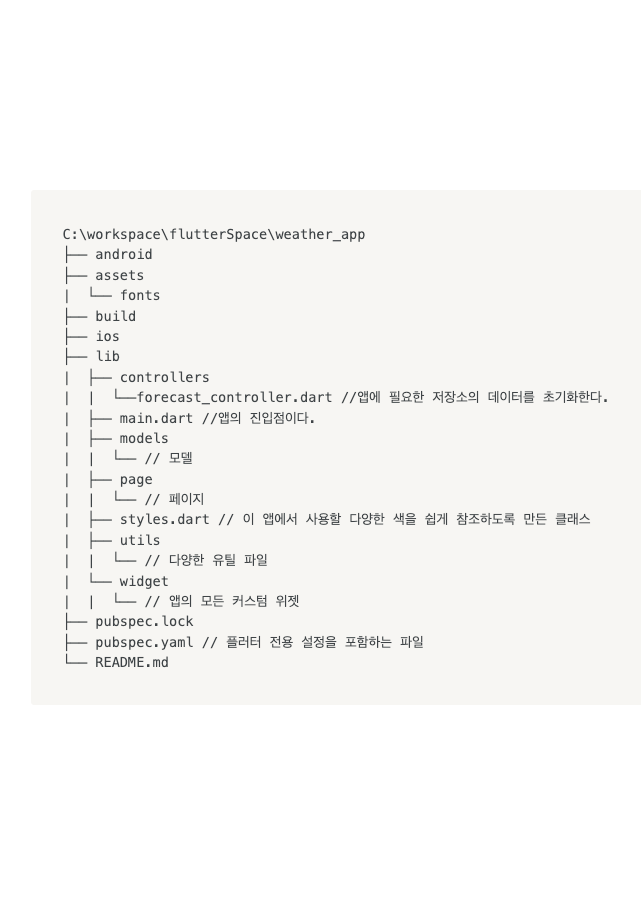 C:\workspace\flutterSpace\weather_app
├── android
├── assets
|  └── fonts
├── build
├── ios
├── lib
|  ├── controllers
|  |  └──forecast_controller.dart //앱에 필요한 저장소의 데이터를 초기화한다.
|  ├── main.dart //앱의 진입점이다.
|  ├── models
|  |  └── // 모델
|  ├── page
|  |  └── // 페이지
|  ├── styles.dart // 이 앱에서 사용할 다양한 색을 쉽게 참조하도록 만든 클래스
|  ├── utils
|  |  └── // 다양한 유틸 파일
|  └── widget
|  |  └── // 앱의 모든 커스텀 위젯
├── pubspec.lock
├── pubspec.yaml // 플러터 전용 설정을 포함하는 파일
└── README.md